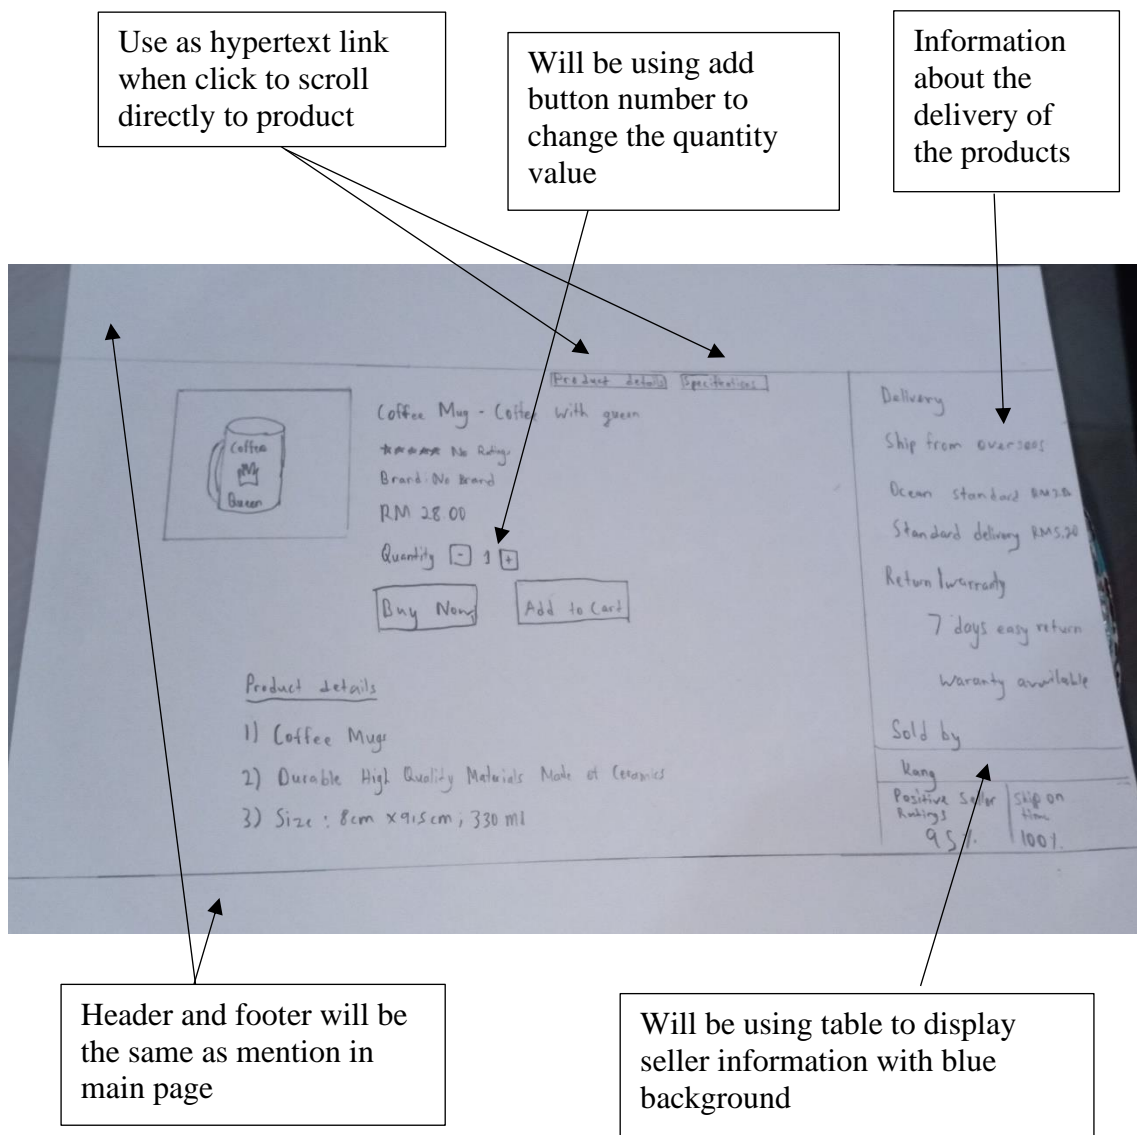 Use as hypertext link
when click to scroll
directly to product
Will be using add
button number to
change the quantity
value
Information
about the
delivery of
the products
Product details
Specifications
Coffee Mug - Coffee with queen
★★★★★ No Ratings
Brand: No Brand
RM 28.00
Quantity - 1 +
Buy Now
Add to Cart
Coffee
Queen
Product details
1) Coffee Mugs
2) Durable High Quality Materials Made of Ceramics
3) Size : 8cm x 9.5cm, 330 ml
Delivery
Ship from overseas
Ocean standard
Standard delivery RM5.20
Return/warranty
7 days easy return
Waranty available
Sold by
Kang
Positive Seller
Ratings
95%
Ship on
time
100%
Header and footer will be
the same as mention in
main page
Will be using table to display
seller information with blue
background